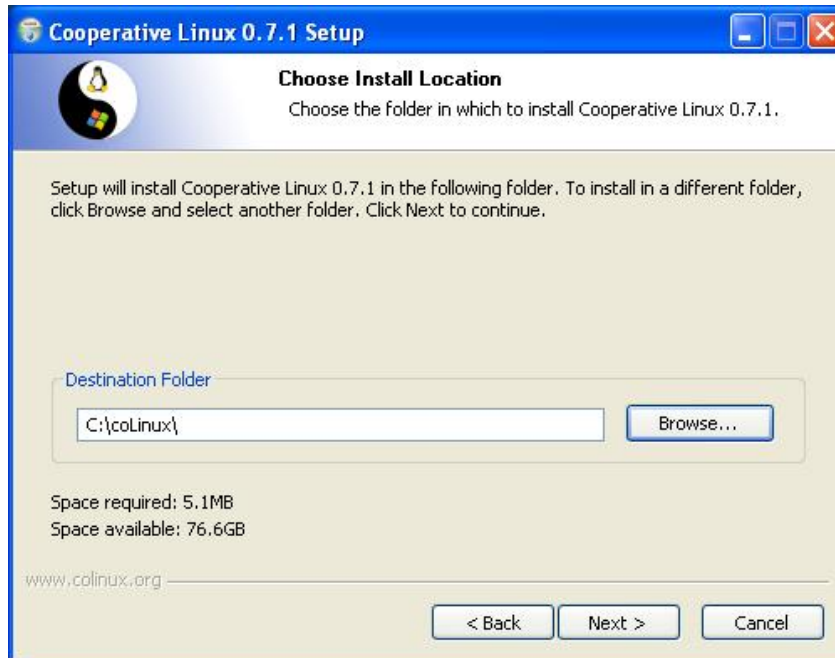 Cooperative Linux 0.7.1 Setup
Choose Install Location
Choose the folder in which to install Cooperative Linux 0.7.1.
Setup will install Cooperative Linux 0.7.1 in the following folder. To install in a different folder,
click Browse and select another folder. Click Next to continue.
Destination Folder
C:\coLinux\
Browse...
Space required: 5.1MB
Space available: 76.6GB
www.colinux.org
< Back
Next >
Cancel